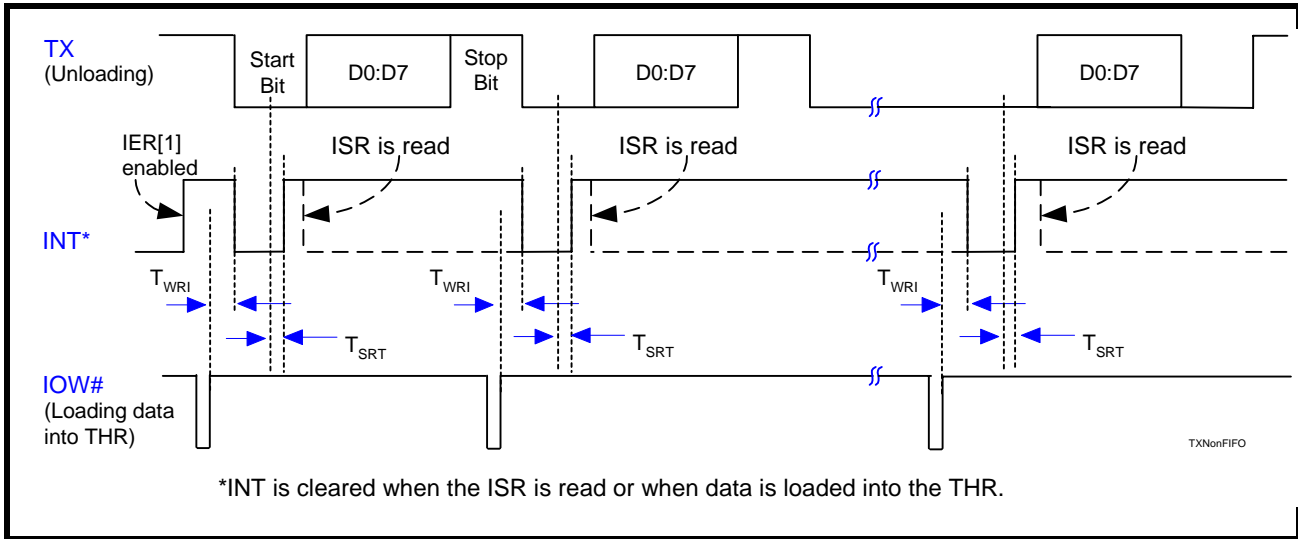 TX
(Unloading)
Start
Bit
D0:D7
Stop
Bit
D0:D7
D0:D7
IER[1]
enabled
ISR is read
ISR is read
ISR is read
INT*
TWRI
TWRI
TWRI
TSRT
TSRT
TSRT
IOW#
(Loading data
into THR)
TXNonFIFO
*INT is cleared when the ISR is read or when data is loaded into the THR.